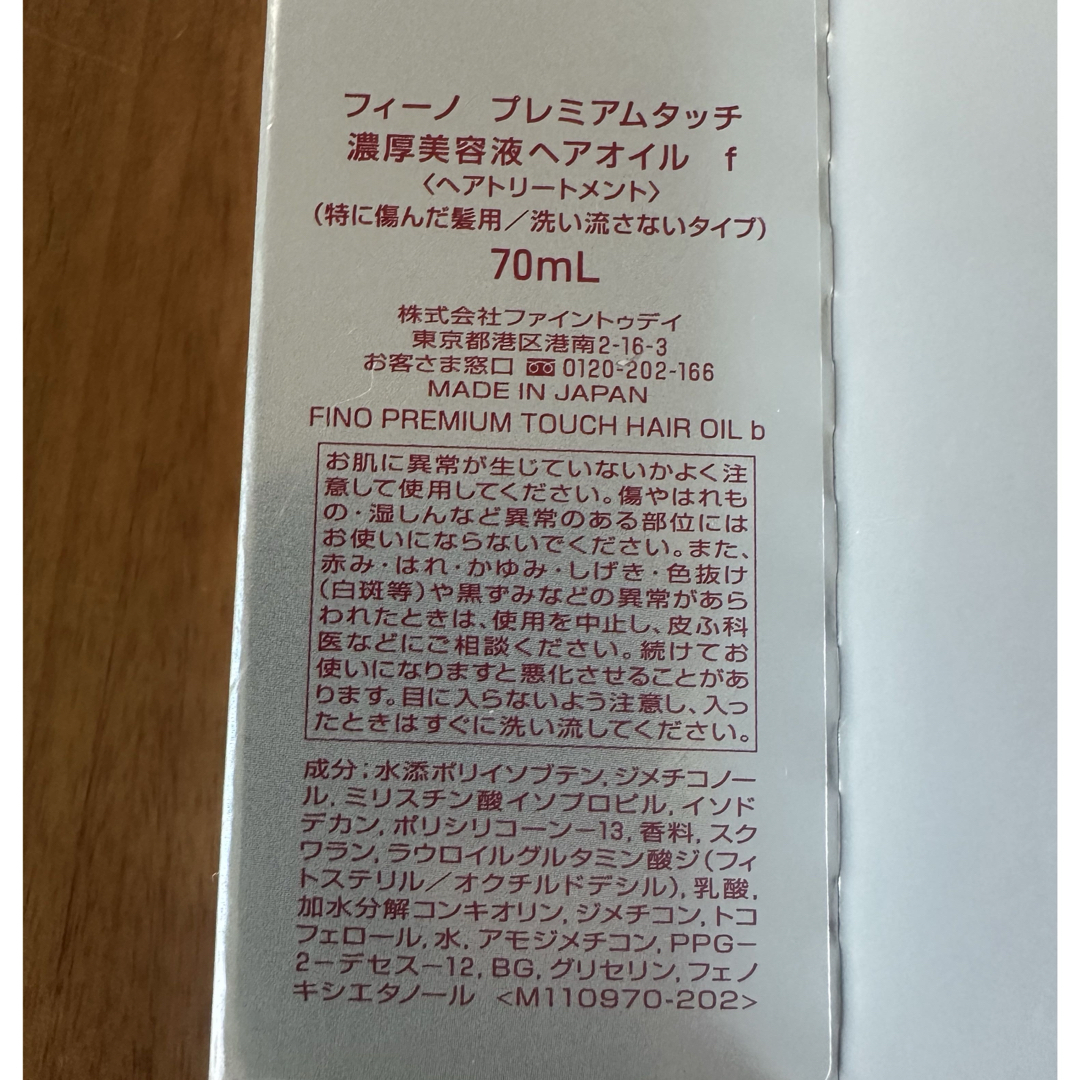 フィーノ プレミアムタッチ
濃厚美容液ヘアオイル f
〈ヘアトリートメント〉
(特に傷んだ髪用/洗い流さないタイプ)
70mL
株式会社ファイントゥデイ
東京都港区港南2-16-3
お客さま窓口 0120-202-166
MADE IN JAPAN
FINO PREMIUM TOUCH HAIR OIL b
お肌に異常が生じていないかよく注
意して使用してください。傷やはれも
の・湿しんなど異常のある部位には
お使いにならないでください。また、
赤み・はれ・かゆみ・しげき・色抜け
(白斑等)や黒ずみなどの異常があら
われたときは、使用を中止し、皮ふ科
医などにご相談ください。続けてお
使いになりますと悪化させることがあ
ります。目に入らないよう注意し、入っ
たときはすぐに洗い流してください。
成分;水添ポリイソブテン,ジメチコノー
ル,ミリスチン酸イソプロピル,イソド
デカン,ポリシリコーン-13,香料,スク
ワラン,ラウロイルグルタミン酸ジ(フィ
トステリル/オクチルドデシル),乳酸,
加水分解コンキオリン,ジメチコン,トコ
フェロール,水,アモジメチコン,PPG-
2-デセス-12,BG,グリセリン,フェノ
キシエタノール <M110970-202>